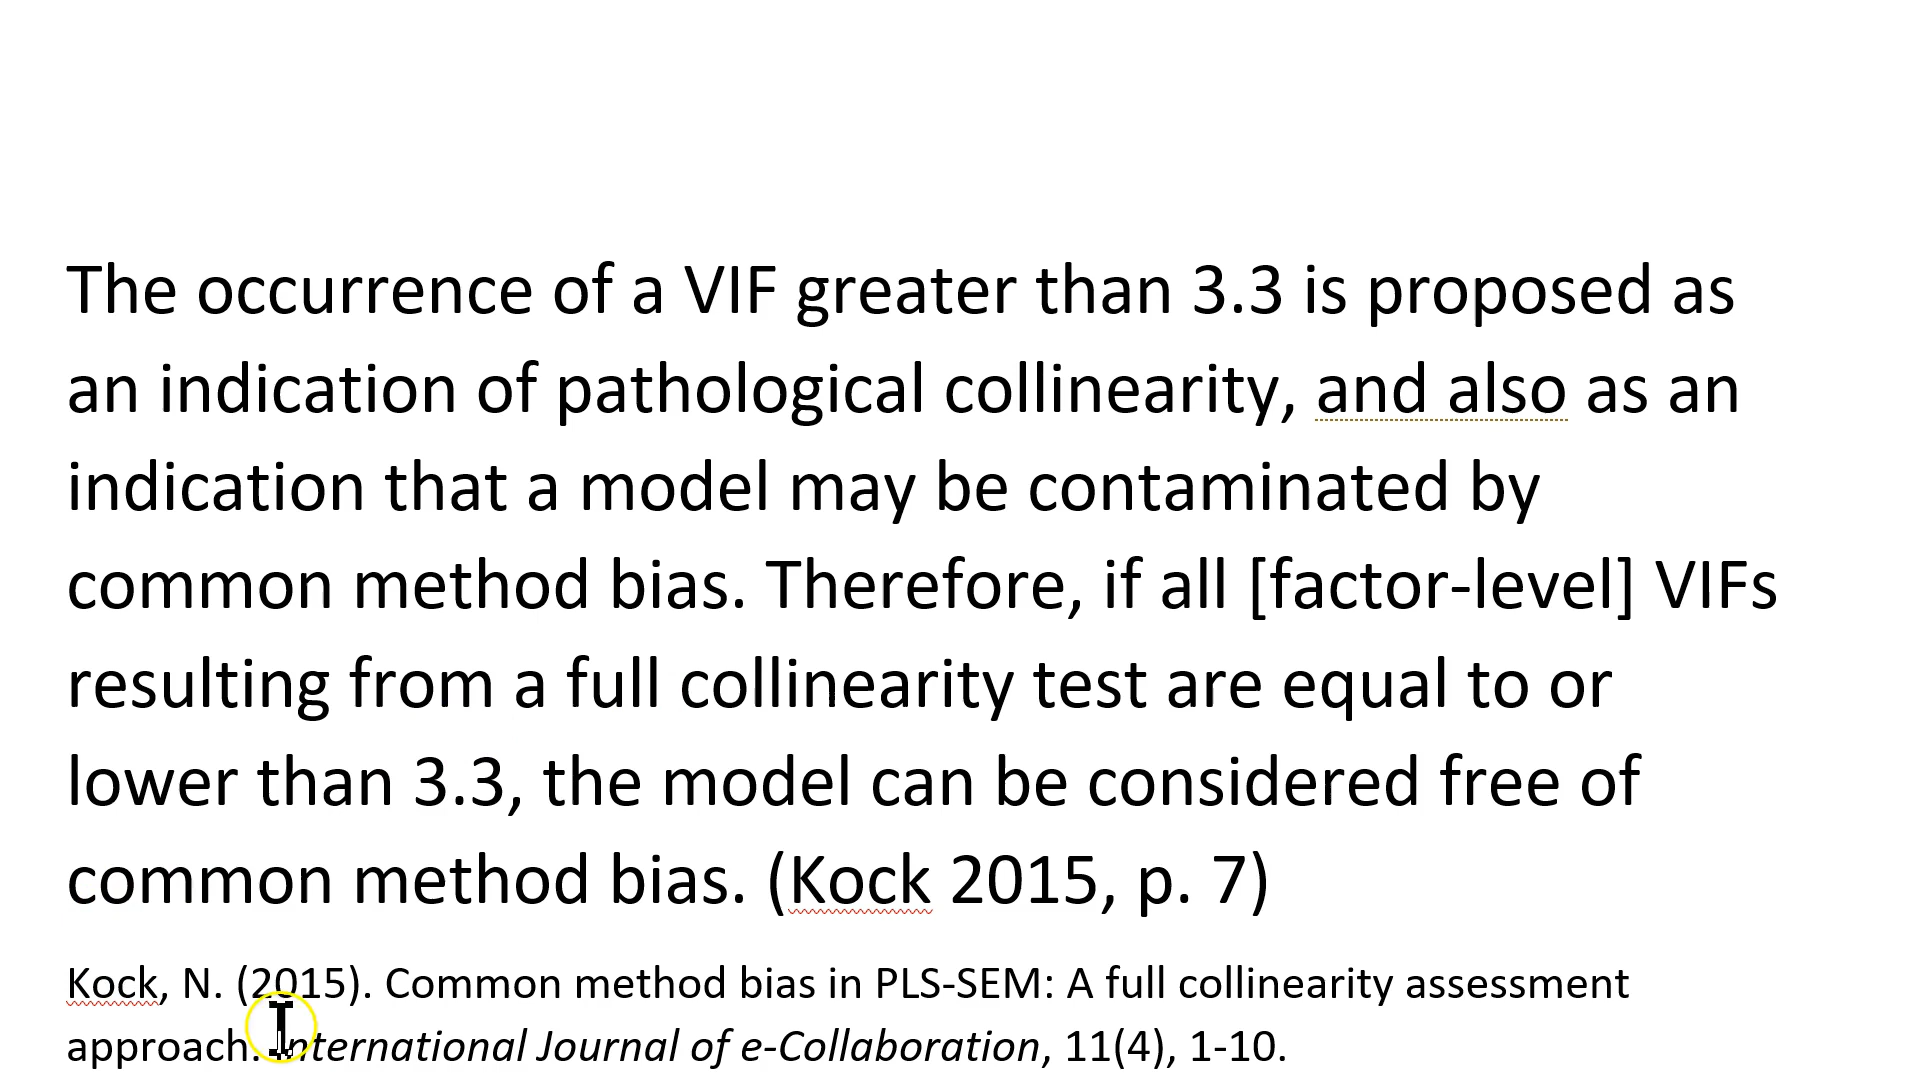 The occurrence of a VIF greater than 3.3 is proposed as
an indication of pathological collinearity, and also as an
indication that a model may be contaminated by
common method bias. Therefore, if all [factor-level] VIFs
resulting from a full collinearity test are equal to or
lower than 3.3, the model can be considered free of
common method bias. (Kock 2015, p. 7)
Kock, N. (2015). Common method bias in PLS-SEM: A full collinearity assessment
approach. International Journal of e-Collaboration, 11(4), 1-10.